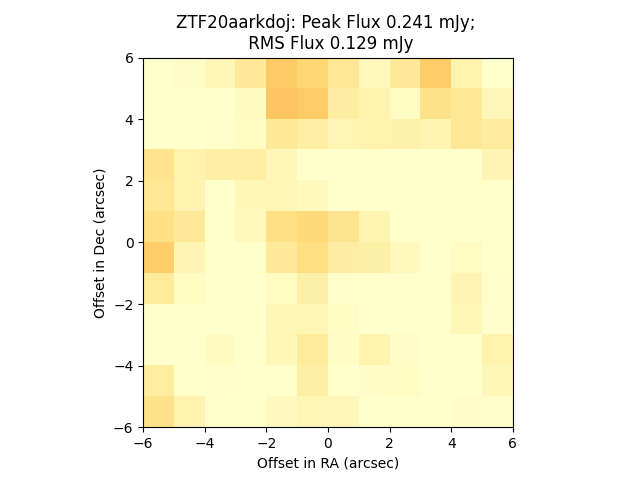 ZTF20aarkdoj: Peak Flux 0.241 mJy;
RMS Flux 0.129 mJy
6
4
2
0
−2
−4
−6
Offset in Dec (arcsec)
−6 −4 −2 0 2 4 6
Offset in RA (arcsec)